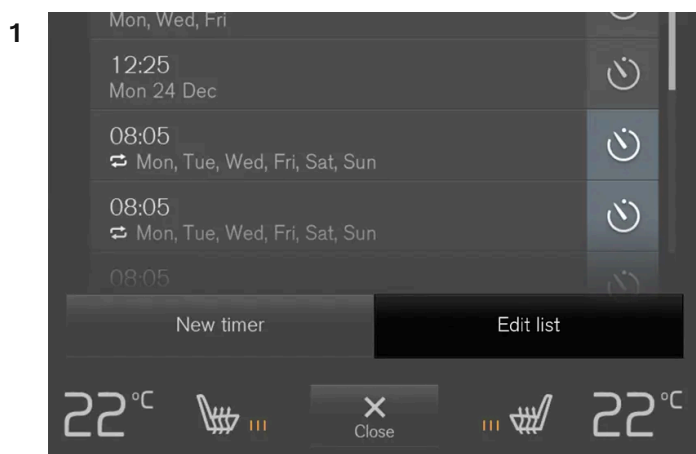 1
Mon, Wed, Fri
12:25
Mon 24 Dec
08:05
Mon, Tue, Wed, Fri, Sat, Sun
08:05
Mon, Tue, Wed, Fri, Sat, Sun
08:05
New timer
Edit list
22°C
Close
22°C